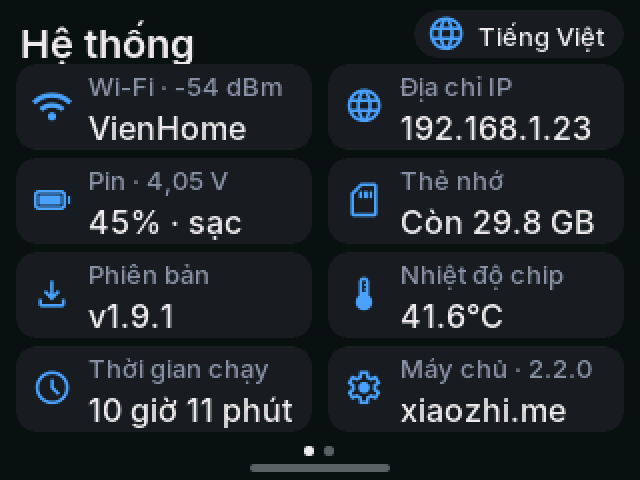 Hệ thống
Tiếng Việt
Wi-Fi · -54 dBm
VienHome
Địa chỉ IP
192.168.1.23
Pin · 4,05 V
45% · sạc
Thẻ nhớ
Còn 29.8 GB
Phiên bản
v1.9.1
Nhiệt độ chip
41.6°C
Thời gian chạy
10 giờ 11 phút
Máy chủ · 2.2.0
xiaozhi.me